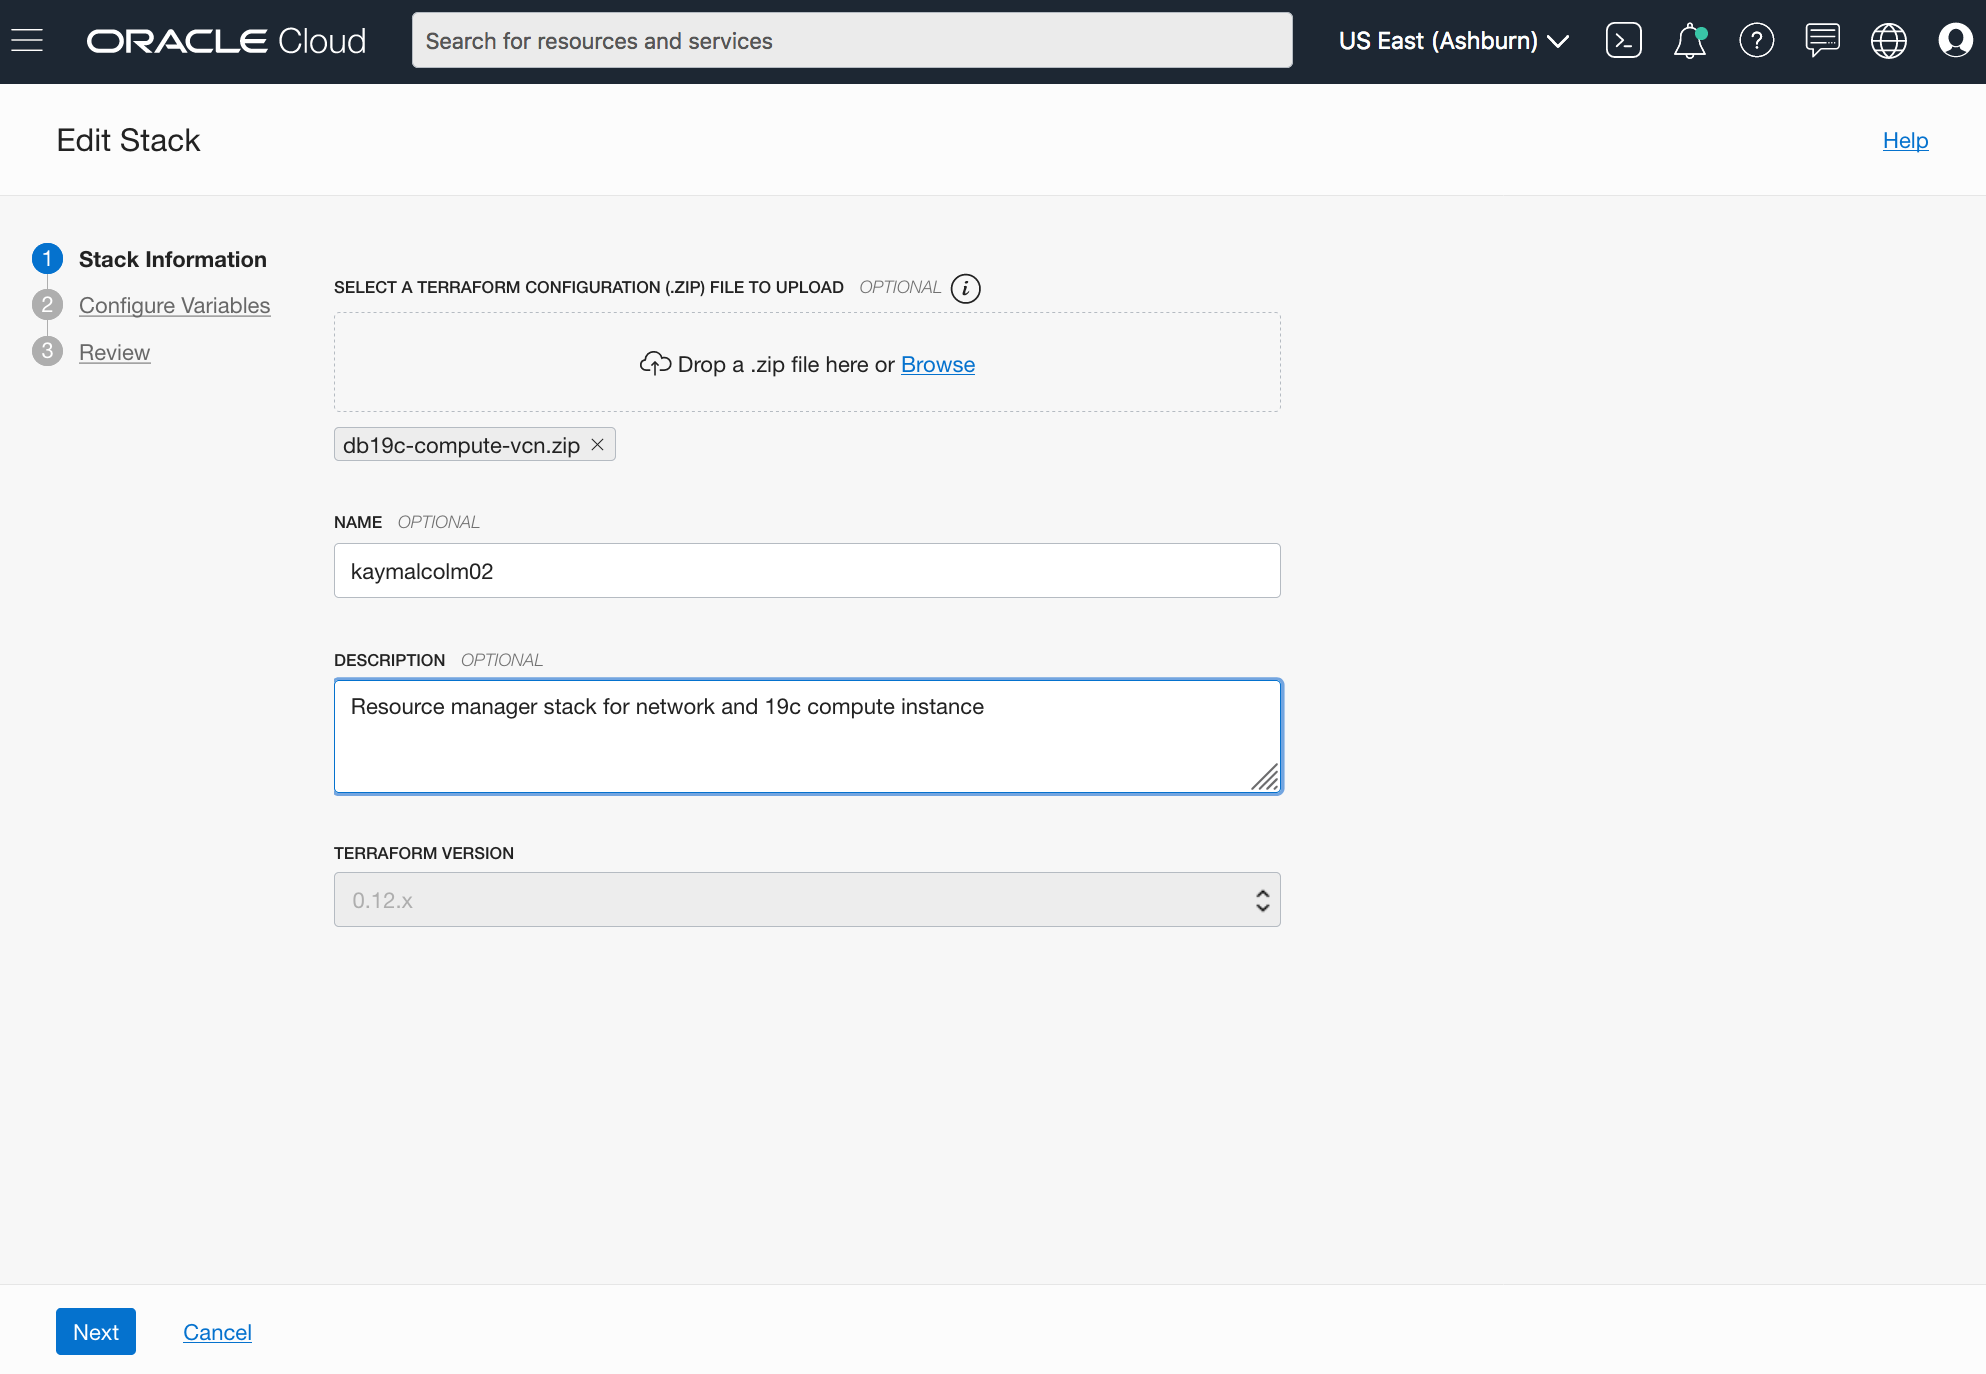 ORACLE Cloud
Search for resources and services
US East (Ashburn)
Edit Stack
Help
1 Stack Information
2 Configure Variables
3 Review
SELECT A TERRAFORM CONFIGURATION (.ZIP) FILE TO UPLOAD OPTIONAL i
Drop a .zip file here or Browse
db19c-compute-vcn.zip ×
NAME OPTIONAL
kaymalcolm02
DESCRIPTION OPTIONAL
Resource manager stack for network and 19c compute instance
TERRAFORM VERSION
0.12.x
Next Cancel